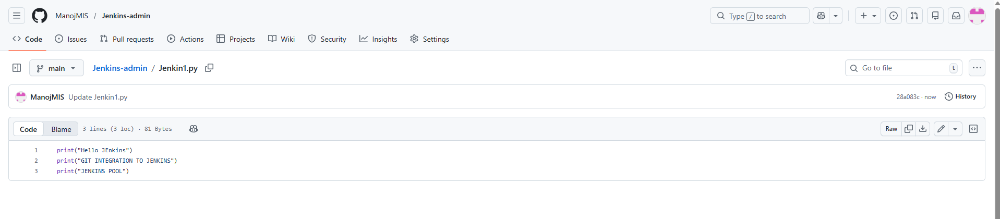 ManojMIS / Jenkins-admin
Type / to search
Code Issues Pull requests Actions Projects Wiki Security Insights Settings
main Jenkins-admin / Jenkin1.py
Go to file t
ManojMIS Update Jenkin1.py
28a083c · now History
Code Blame 3 lines (3 loc) · 81 Bytes
Raw
1 print("Hello JEnkins")
2 print("GIT INTEGRATION TO JENKINS")
3 print("JENKINS POOL")